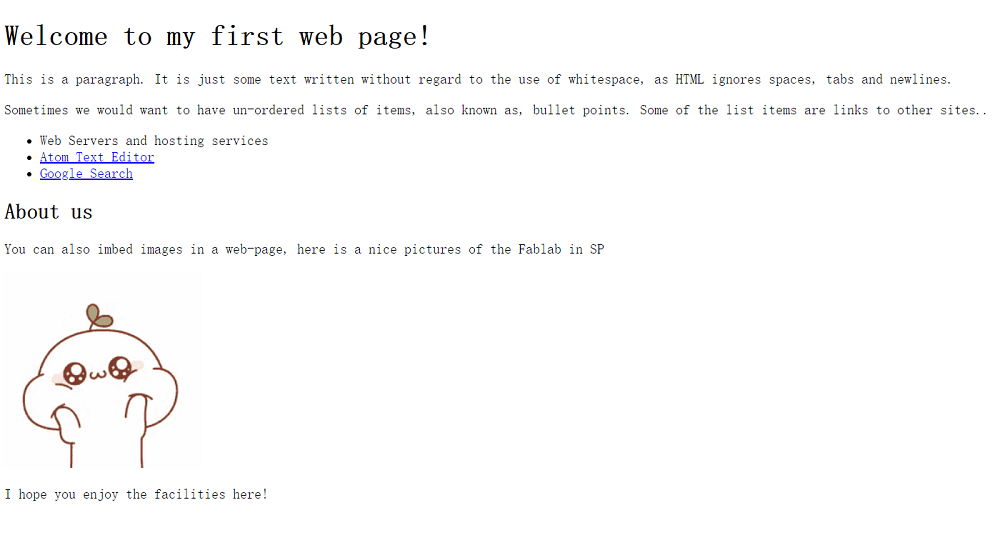 Welcome to my first web page!
This is a paragraph. It is just some text written without regard to the use of whitespace, as HTML ignores spaces, tabs and newlines.
Sometimes we would want to have un-ordered lists of items, also known as, bullet points. Some of the list items are links to other sites..
Web Servers and hosting services
Atom Text Editor
Google Search
About us
You can also imbed images in a web-page, here is a nice pictures of the Fablab in SP
I hope you enjoy the facilities here!